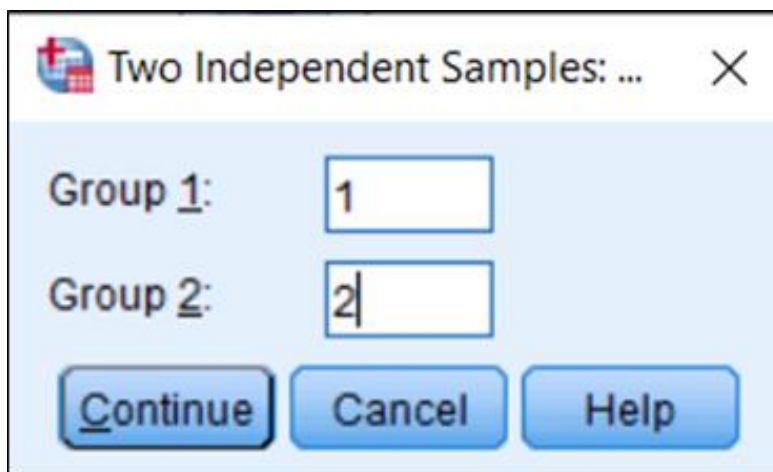 Two Independent Samples: ...
Group 1: 1
Group 2: 2
Continue Cancel Help